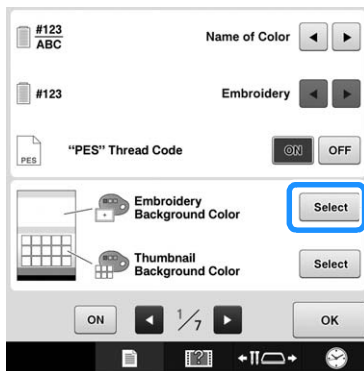 #123
ABC
Name of Color
#123
Embroidery
PES
"PES" Thread Code
ON
OFF
Embroidery
Background Color
Select
Thumbnail
Background Color
Select
ON
1/7
OK